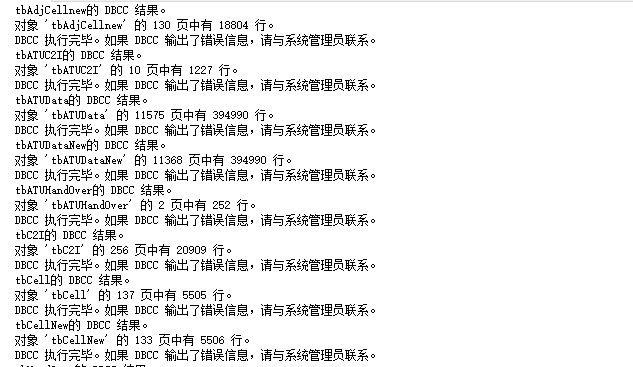 tbAdjCellnew的 DBCC 结果。
对象 'tbAdjCellnew' 的 130 页中有 18804 行。
DBCC 执行完毕。如果 DBCC 输出了错误信息，请与系统管理员联系。
tbATUC2I的 DBCC 结果。
对象 'tbATUC2I' 的 10 页中有 1227 行。
DBCC 执行完毕。如果 DBCC 输出了错误信息，请与系统管理员联系。
tbATUData的 DBCC 结果。
对象 'tbATUData' 的 11575 页中有 394990 行。
DBCC 执行完毕。如果 DBCC 输出了错误信息，请与系统管理员联系。
tbATUDataNew的 DBCC 结果。
对象 'tbATUDataNew' 的 11368 页中有 394990 行。
DBCC 执行完毕。如果 DBCC 输出了错误信息，请与系统管理员联系。
tbATUHandOver的 DBCC 结果。
对象 'tbATUHandOver' 的 2 页中有 252 行。
DBCC 执行完毕。如果 DBCC 输出了错误信息，请与系统管理员联系。
tbC2I的 DBCC 结果。
对象 'tbC2I' 的 256 页中有 20909 行。
DBCC 执行完毕。如果 DBCC 输出了错误信息，请与系统管理员联系。
tbCell的 DBCC 结果。
对象 'tbCell' 的 137 页中有 5505 行。
DBCC 执行完毕。如果 DBCC 输出了错误信息，请与系统管理员联系。
tbCellNew的 DBCC 结果。
对象 'tbCellNew' 的 133 页中有 5506 行。
DBCC 执行完毕。如果 DBCC 输出了错误信息，请与系统管理员联系。